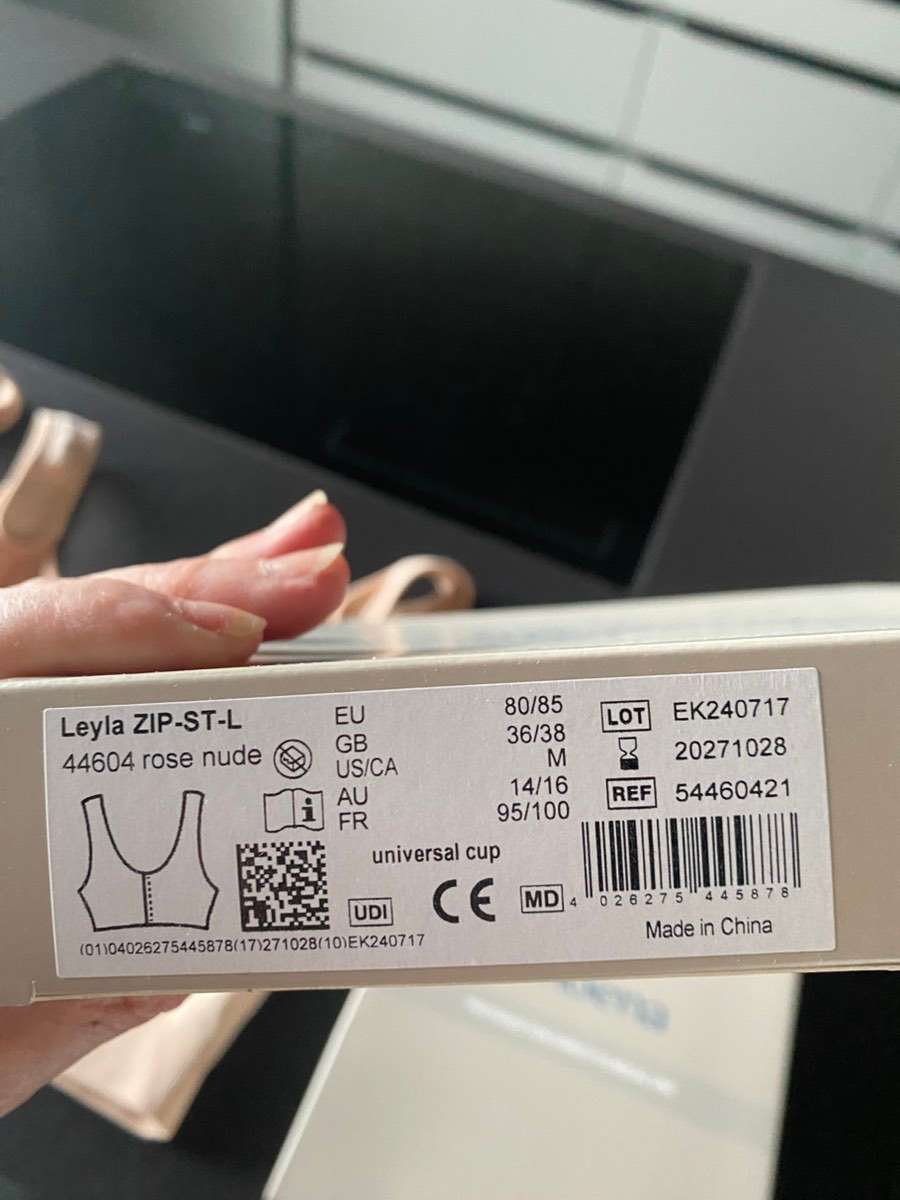 Leyla ZIP-ST-L
44604 rose nude
EU 80/85
GB 36/38
US/CA M
AU 14/16
FR 95/100
universal cup
LOT EK240717
20271028
REF 54460421
UDI
CE
MD
4 026275 445878
Made in China
(01)04026275445878(17)271028(10)EK240717